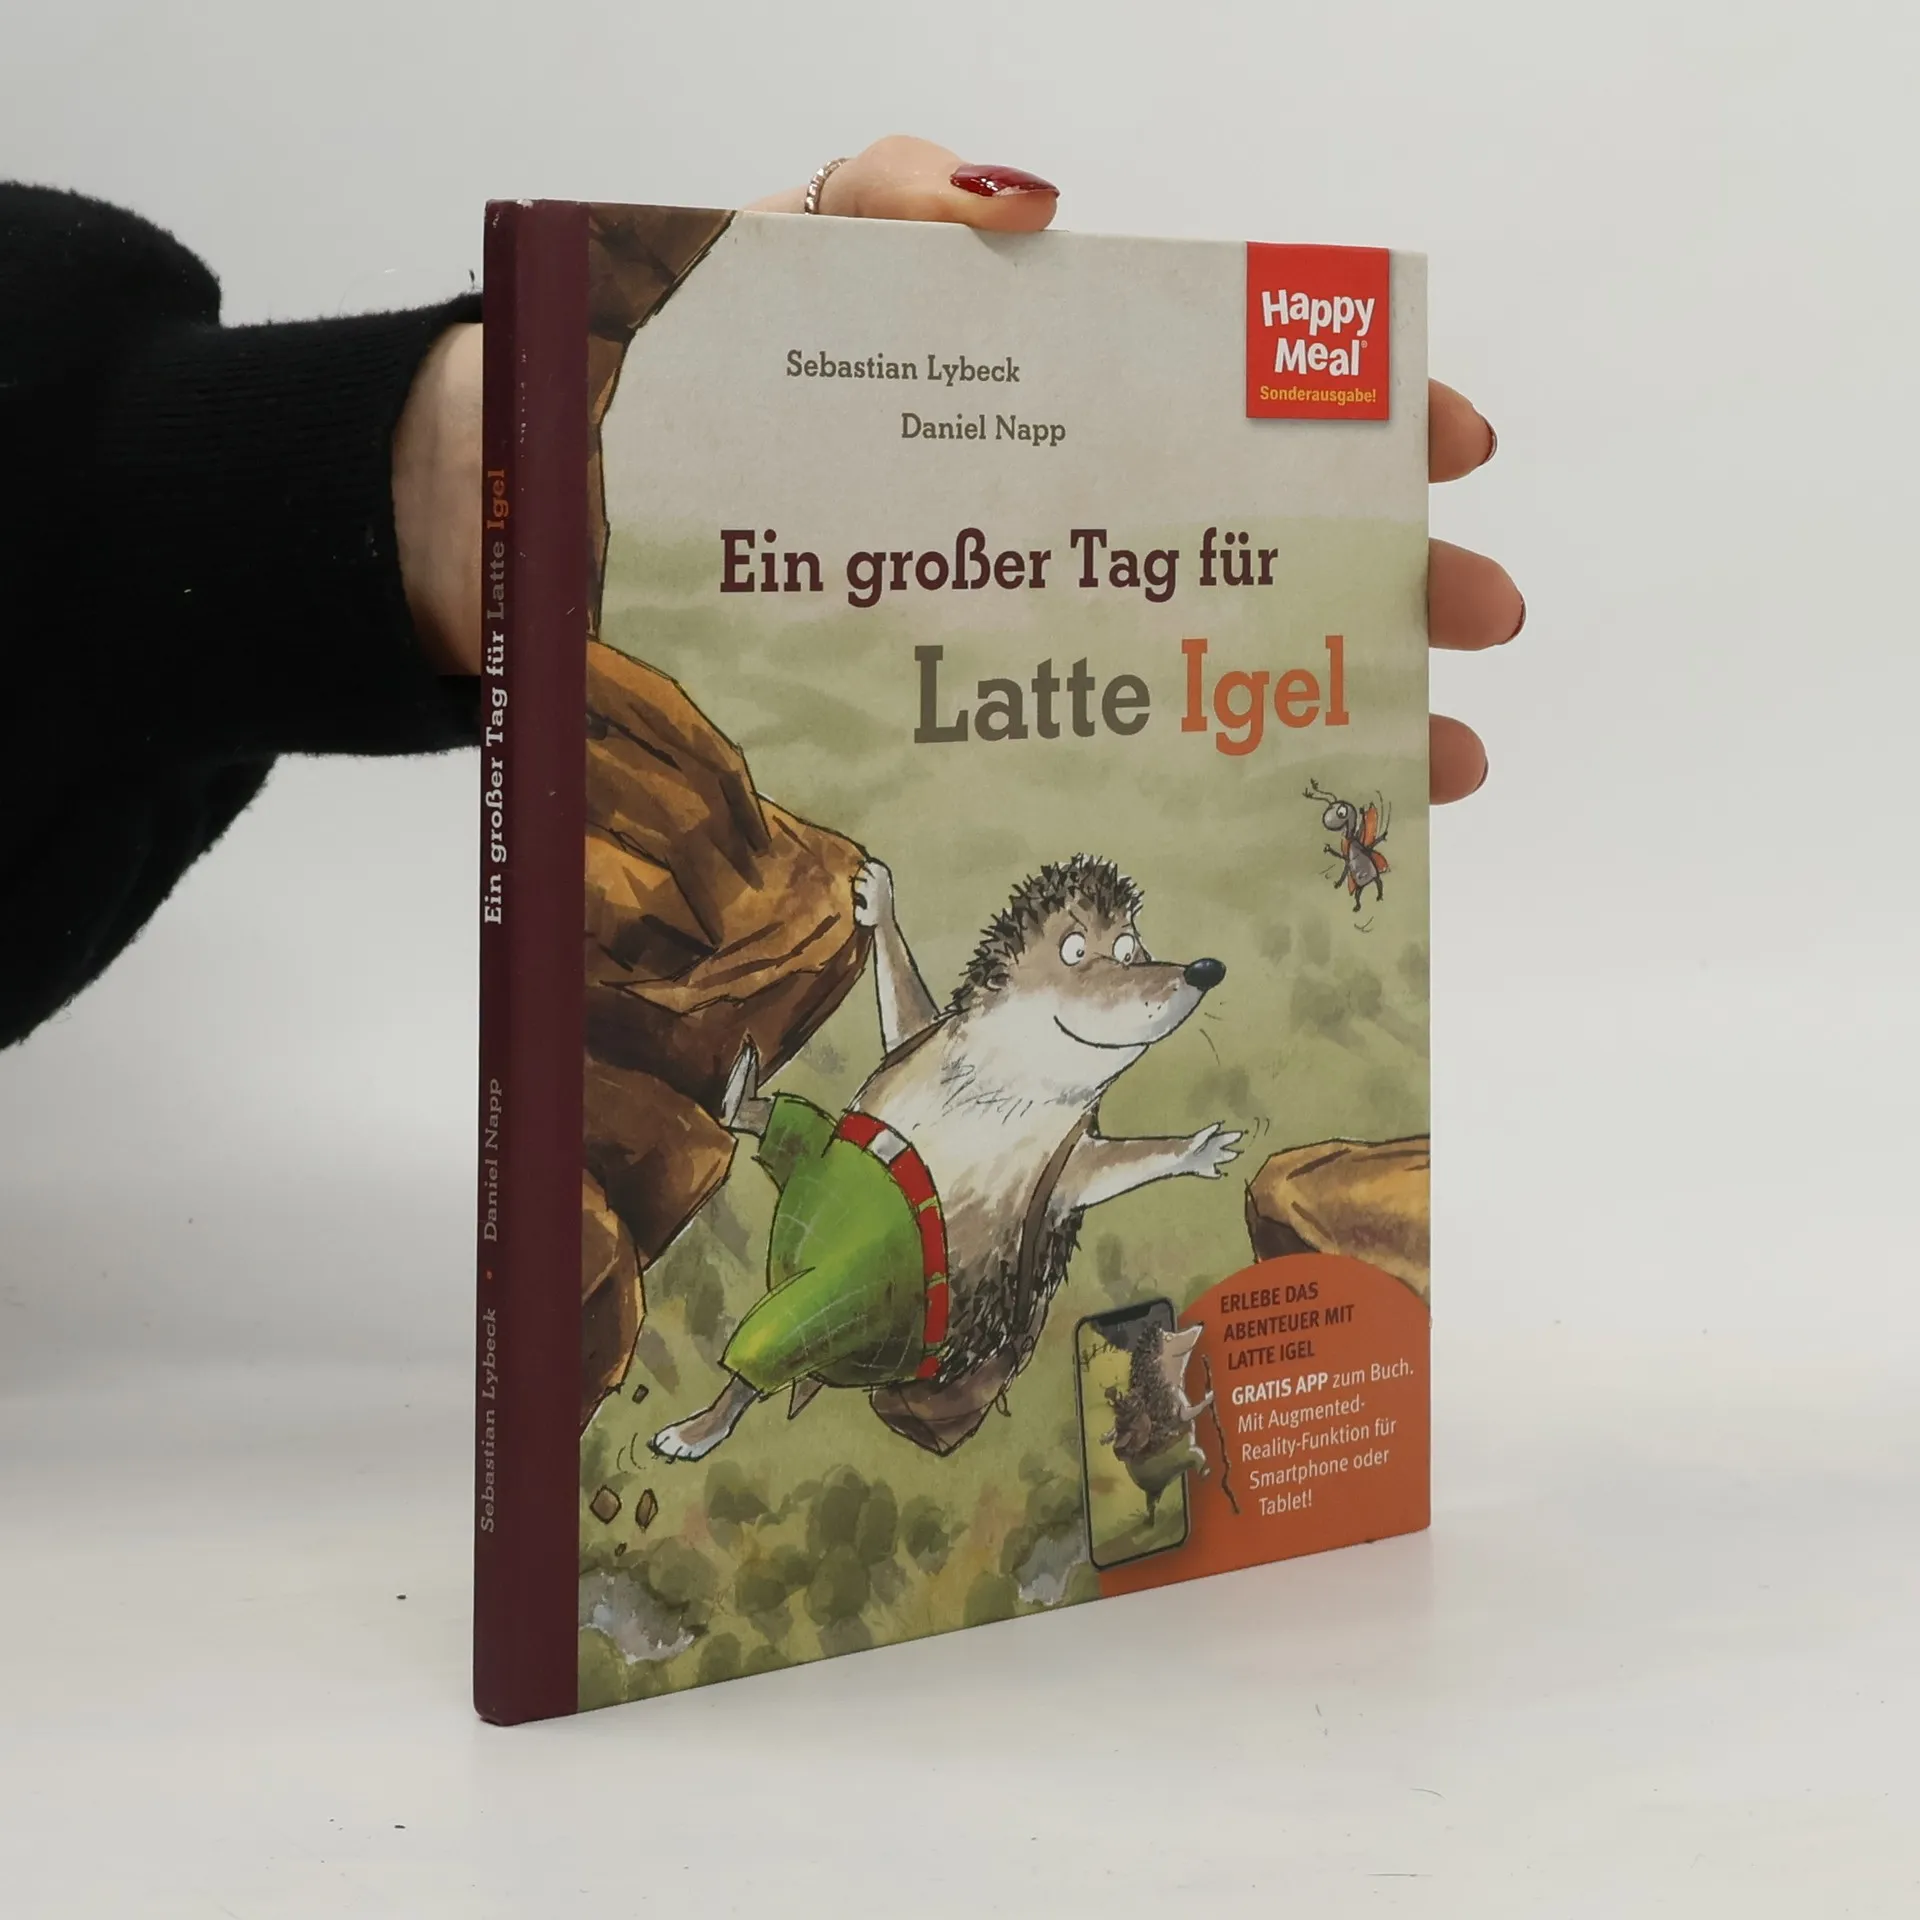 Sebastian Lybeck
Daniel Napp
Happy
Meal®
Sonderausgabe!
Ein großer Tag für
Latte Igel
ERLEBE DAS
ABENTEUER MIT
LATTE IGEL
GRATIS APP zum Buch.
Mit Augmented-
Reality-Funktion für
Smartphone oder
Tablet!
Sebastian Lybeck • Daniel Napp Ein großer Tag für Latte Igel